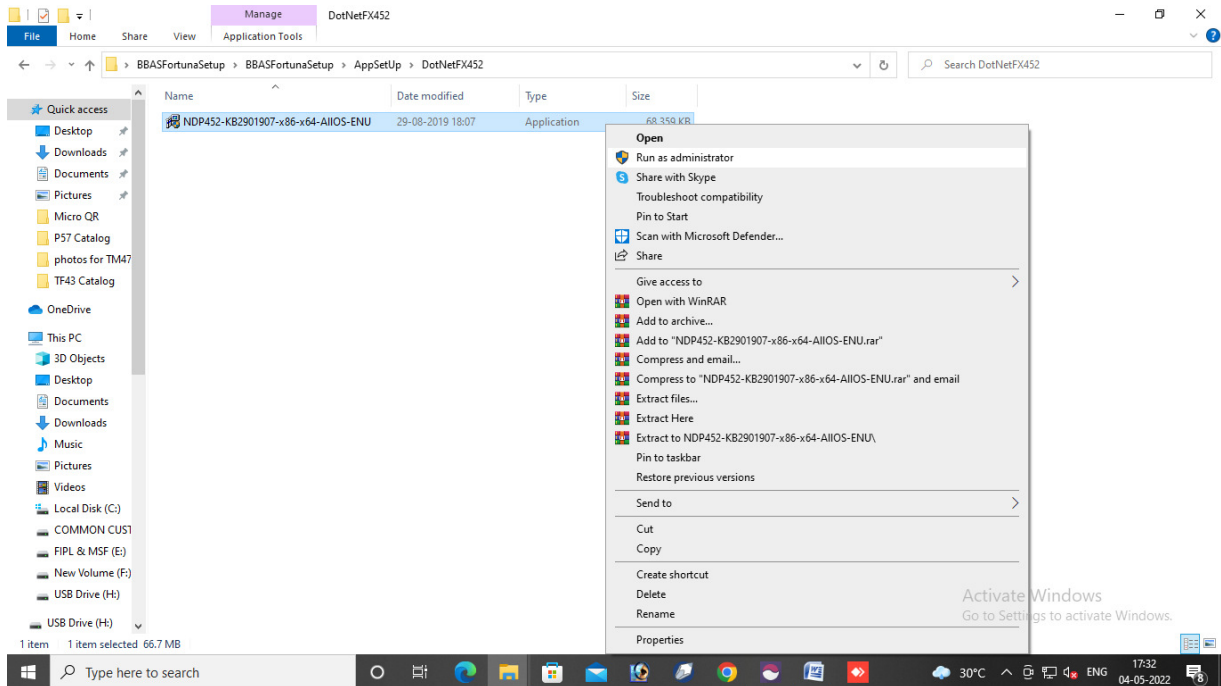 Manage
DotNetFX452
File
Home
Share
View
Application Tools
BBASFortunaSetup
BBASFortunaSetup
AppSetUp
DotNetFX452
Search DotNetFX452
Name
Date modified
Type
Size
NDP452-KB2901907-x86-x64-AllOS-ENU
29-08-2019 18:07
Application
68,359 KB
Quick access
Desktop
Downloads
Documents
Pictures
Micro QR
P57 Catalog
photos for TM47
TF43 Catalog
OneDrive
This PC
3D Objects
Desktop
Documents
Downloads
Music
Pictures
Videos
Local Disk (C:)
COMMON CUST
FIPL & MSF (E:)
New Volume (F:)
USB Drive (H:)
USB Drive (H:)
Open
Run as administrator
Share with Skype
Troubleshoot compatibility
Pin to Start
Scan with Microsoft Defender...
Share
Give access to
Open with WinRAR
Add to archive...
Add to "NDP452-KB2901907-x86-x64-AllOS-ENU.rar"
Compress and email...
Compress to "NDP452-KB2901907-x86-x64-AllOS-ENU.rar" and email
Extract files...
Extract Here
Extract to NDP452-KB2901907-x86-x64-AllOS-ENU\
Pin to taskbar
Restore previous versions
Send to
Cut
Copy
Create shortcut
Delete
Rename
Properties
Activate Windows
Go to Settings to activate Windows.
1 item
1 item selected 66.7 MB
Type here to search
30°C
ENG
17:32
04-05-2022
8